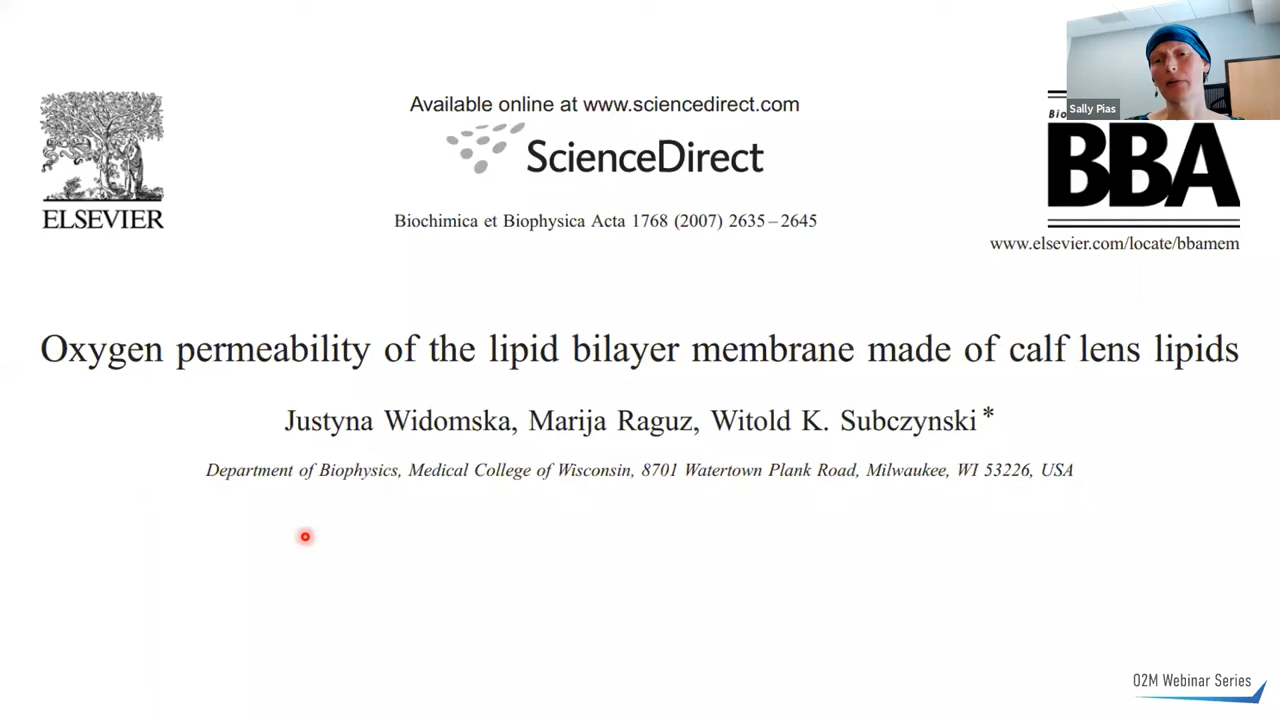 Available online at www.sciencedirect.com
ScienceDirect
ELSEVIER
Biochimica et Biophysica Acta 1768 (2007) 2635–2645
Sally Pias
BBA
www.elsevier.com/locate/bbamem
Oxygen permeability of the lipid bilayer membrane made of calf lens lipids
Justyna Widomska, Marija Raguz, Witold K. Subczynski*
Department of Biophysics, Medical College of Wisconsin, 8701 Watertown Plank Road, Milwaukee, WI 53226, USA
O2M Webinar Series